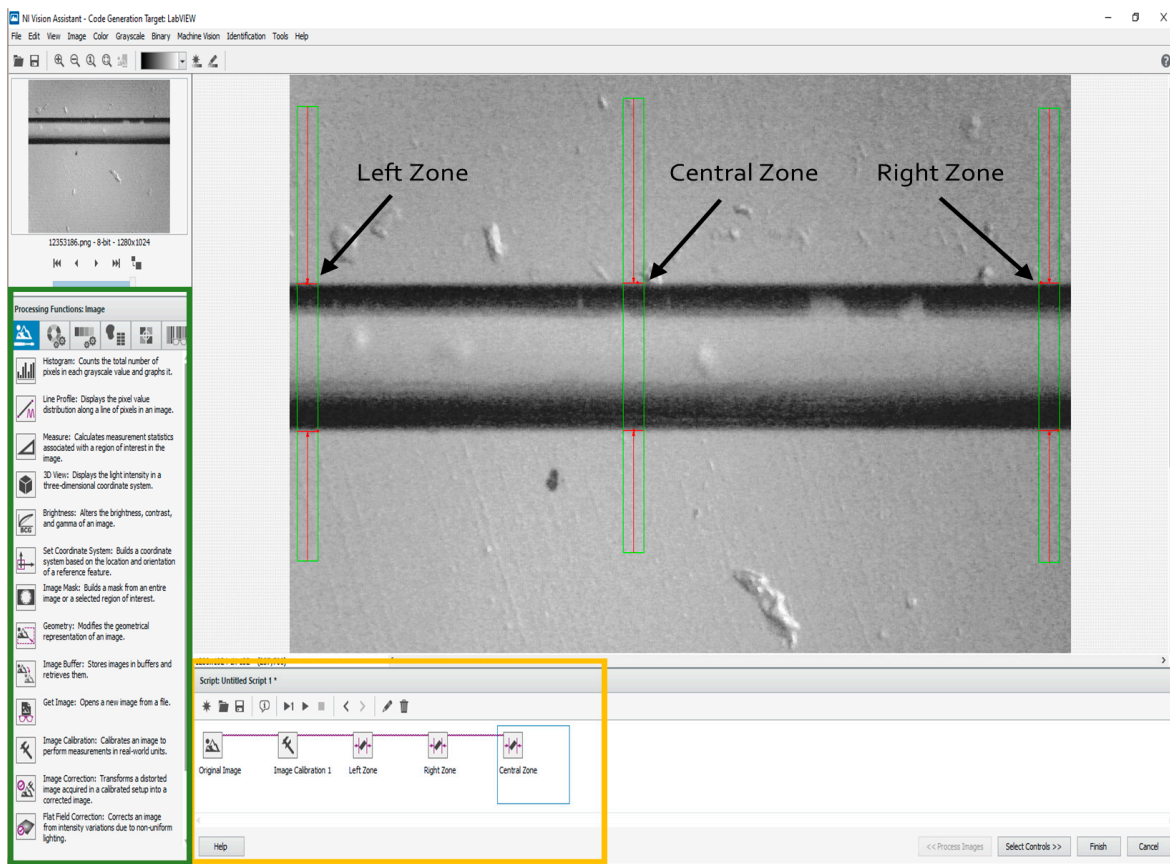 NI Vision Assistant - Code Generation Target: LabVIEW
File Edit View Image Color Grayscale Binary Machine Vision Identification Tools Help
12353186.png - 8-bit - 1280x1024
Left Zone
Central Zone
Right Zone
Processing Functions: Image
Histogram: Counts the total number of
pixels in each grayscale value and graphs it.
Line Profile: Displays the pixel value
distribution along a line of pixels in an image.
Measure: Calculates measurement statistics
associated with a region of interest in the
image.
3D View: Displays the light intensity in a
three-dimensional coordinate system.
Brightness: Alters the brightness, contrast,
and gamma of an image.
Set Coordinate System: Builds a coordinate
system based on the location and orientation
of a reference feature.
Image Mask: Builds a mask from an entire
image or a selected region of interest.
Geometry: Modifies the geometrical
representation of an image.
Image Buffer: Stores images in buffers and
retrieves them.
Get Image: Opens a new image from a file.
Image Calibration: Calibrates an image to
perform measurements in real-world units.
Image Correction: Transforms a distorted
image acquired in a calibrated setup into a
corrected image.
Flat Field Correction: Corrects an image
from intensity variations due to non-uniform
lighting.
Script: Untitled Script 1 *
Original Image
Image Calibration 1
Left Zone
Right Zone
Central Zone
Help
<< Process Images
Select Controls >>
Finish
Cancel